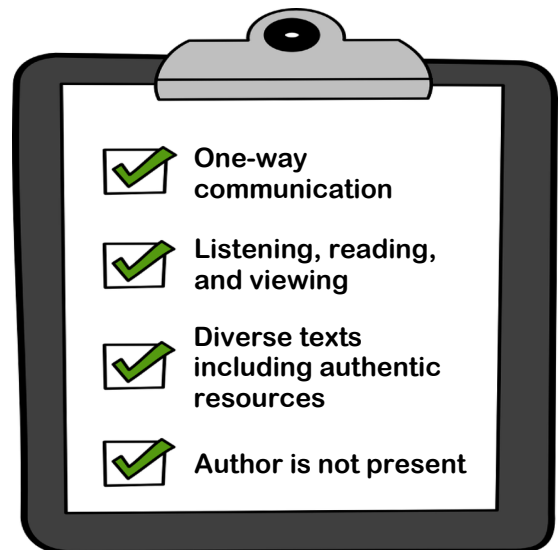 One-way
communication
Listening, reading,
and viewing
Diverse texts
including authentic
resources
Author is not present